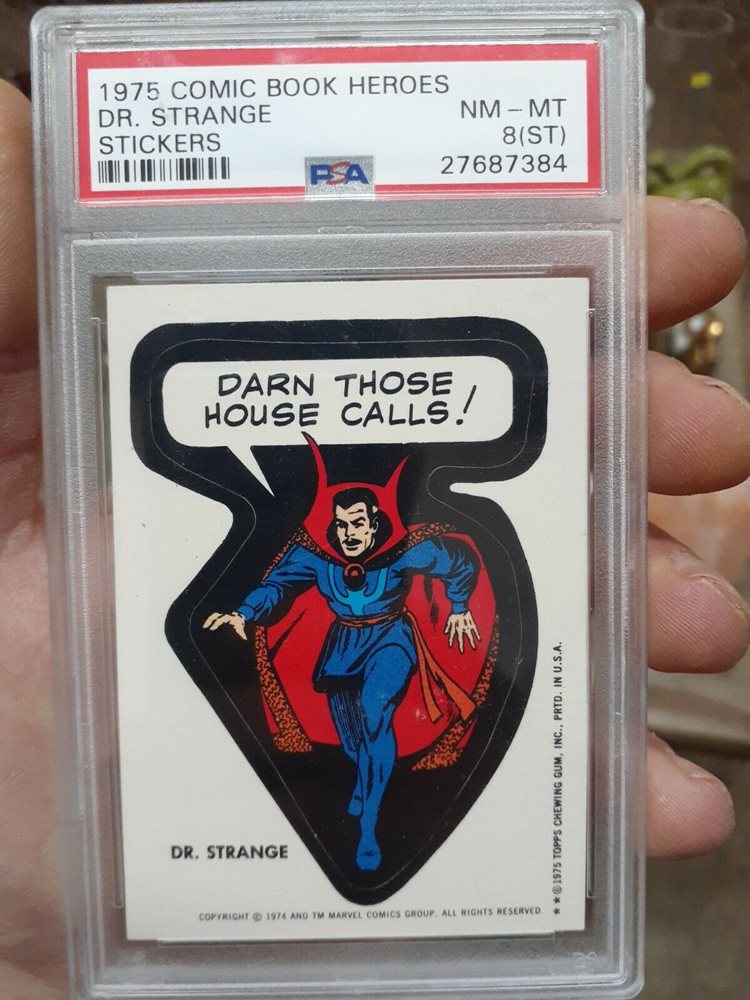 1975 COMIC BOOK HEROES
DR. STRANGE NM - MT
STICKERS 8(ST)
PSA 27687384
DARN THOSE
HOUSE CALLS!
DR. STRANGE
COPYRIGHT © 1974 AND TM MARVEL COMICS GROUP. ALL RIGHTS RESERVED.
★★©1975 TOPPS CHEWING GUM, INC., PRTD. IN U.S.A.